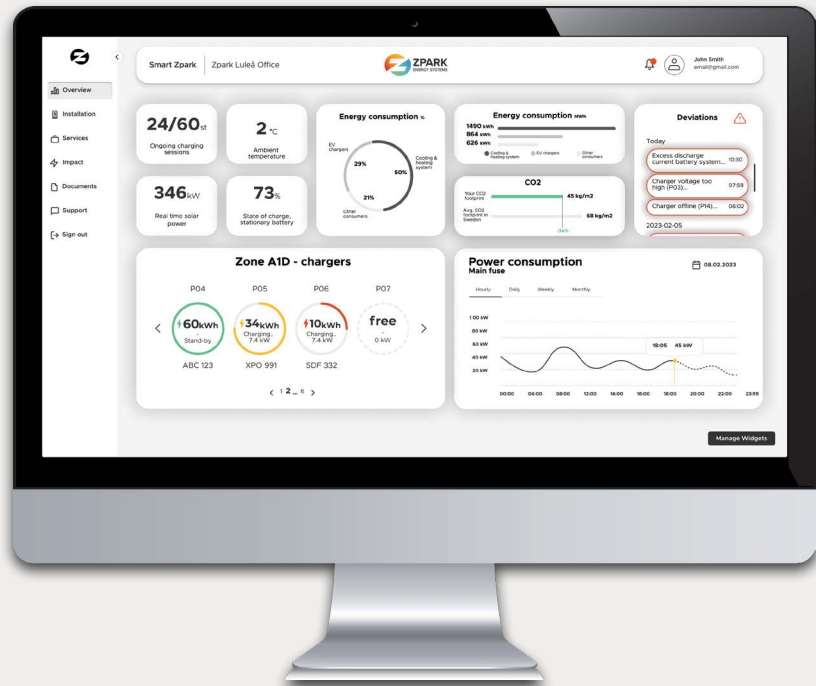 Smart Zpark
Zpark Luleå Office
ZPARK
ENERGY SYSTEMS
John Smith
email@gmail.com
Overview
Installation
Services
Impact
Documents
Support
Sign out
24/60st
Ongoing charging
sessions
2°C
Ambient
temperature
346kW
Real time solar
power
73%
State of charge,
stationary battery
Energy consumption %
EV
chargers
29%
50%
Cooling &
heating
system
21%
Other
consumers
Energy consumption MWh
1490 kWh
864 kWh
626 kWh
Cooling &
heating system
EV chargers
Other
consumers
CO2
Your CO2
footprint
45 kg/m2
Avg. CO2
footprint in
Sweden
68 kg/m2
-34%
Deviations
Today
Excess discharge
current battery system... 10:30
Charger voltage too
high (P03)... 07:59
Charger offline (P14)... 06:02
2023-02-05
Zone A1D - chargers
P04 P05 P06 P07
60kWh
-
Stand-by
34kWh
Charging..
7,4 kW
10kWh
Charging..
7,4 kW
free
-
0 kW
ABC 123 XPO 991 SDF 332
< 1 2 ... 6 >
Power consumption
Main fuse
08.02.2023
Hourly Daily Weekly Monthly
100 kW
80 kW
60 kW
40 kW
20 kW
18:05 45 kW
00:00 04:00 08:00 12:00 14:00 16:00 18:00 20:00 22:00 23:59
Manage Widgets